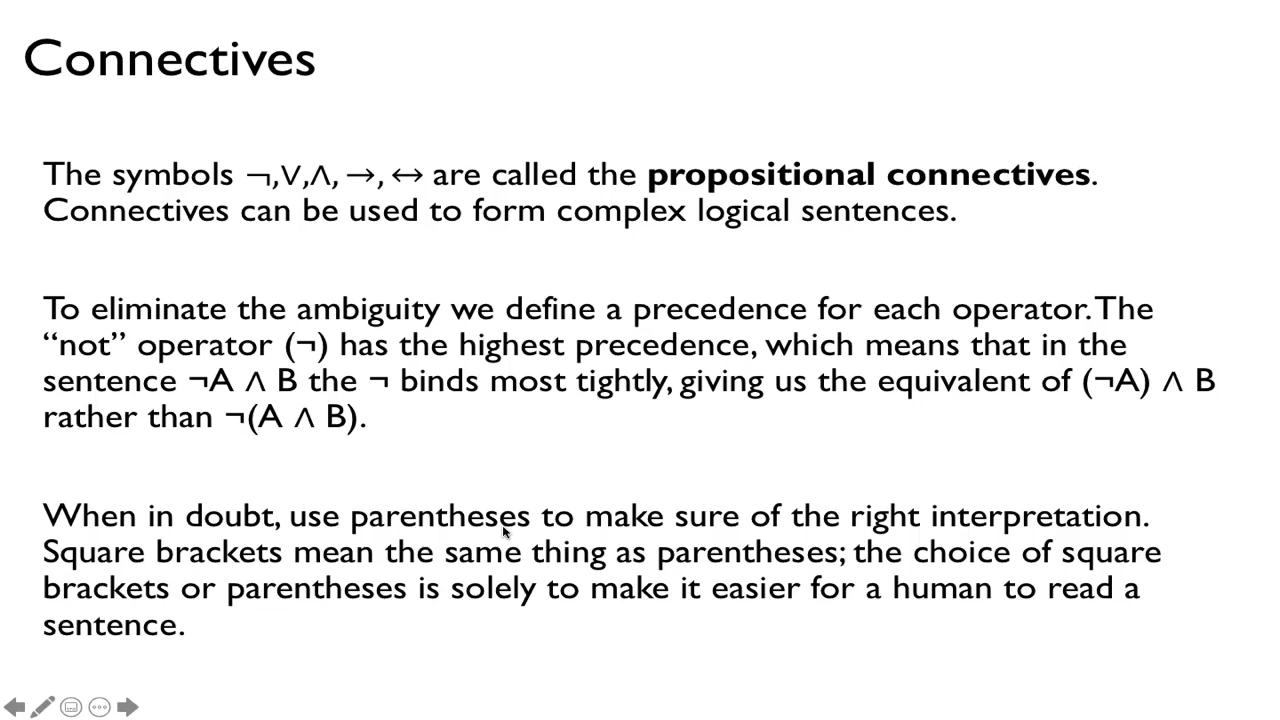 Connectives
The symbols ¬,∨,∧, →, ↔ are called the propositional connectives.
Connectives can be used to form complex logical sentences.
To eliminate the ambiguity we define a precedence for each operator. The
“not” operator (¬) has the highest precedence, which means that in the
sentence ¬A ∧ B the ¬ binds most tightly, giving us the equivalent of (¬A) ∧ B
rather than ¬(A ∧ B).
When in doubt, use parentheses to make sure of the right interpretation.
Square brackets mean the same thing as parentheses; the choice of square
brackets or parentheses is solely to make it easier for a human to read a
sentence.